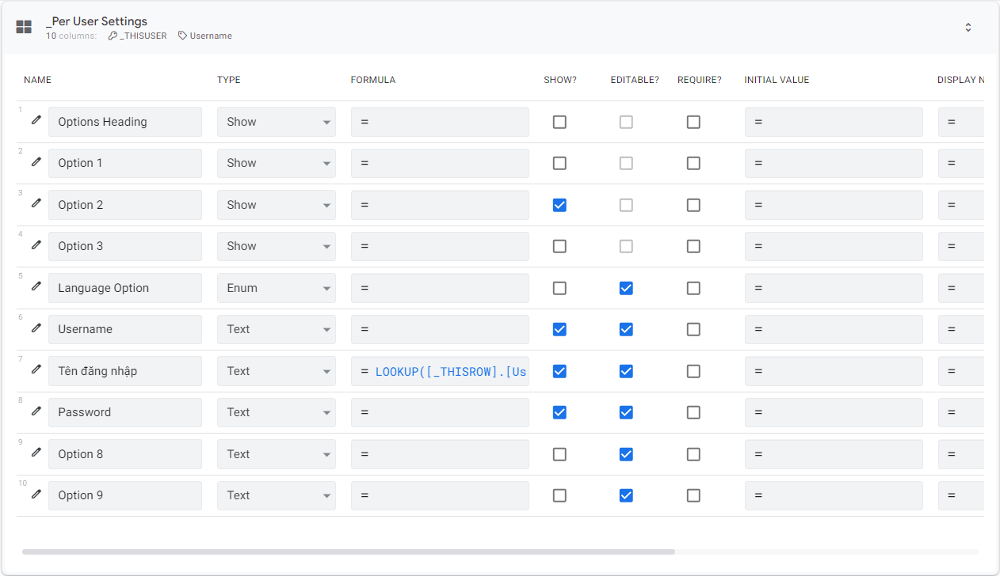 _Per User Settings
10 columns: _THISUSER Username
NAME TYPE FORMULA SHOW? EDITABLE? REQUIRE? INITIAL VALUE DISPLAY N
1 Options Heading Show = = =
2 Option 1 Show = = =
3 Option 2 Show = = =
4 Option 3 Show = = =
5 Language Option Enum = = =
6 Username Text = = =
7 Tên đăng nhập Text = LOOKUP([_THISROW].[Us = =
8 Password Text = = =
9 Option 8 Text = = =
10 Option 9 Text = = =